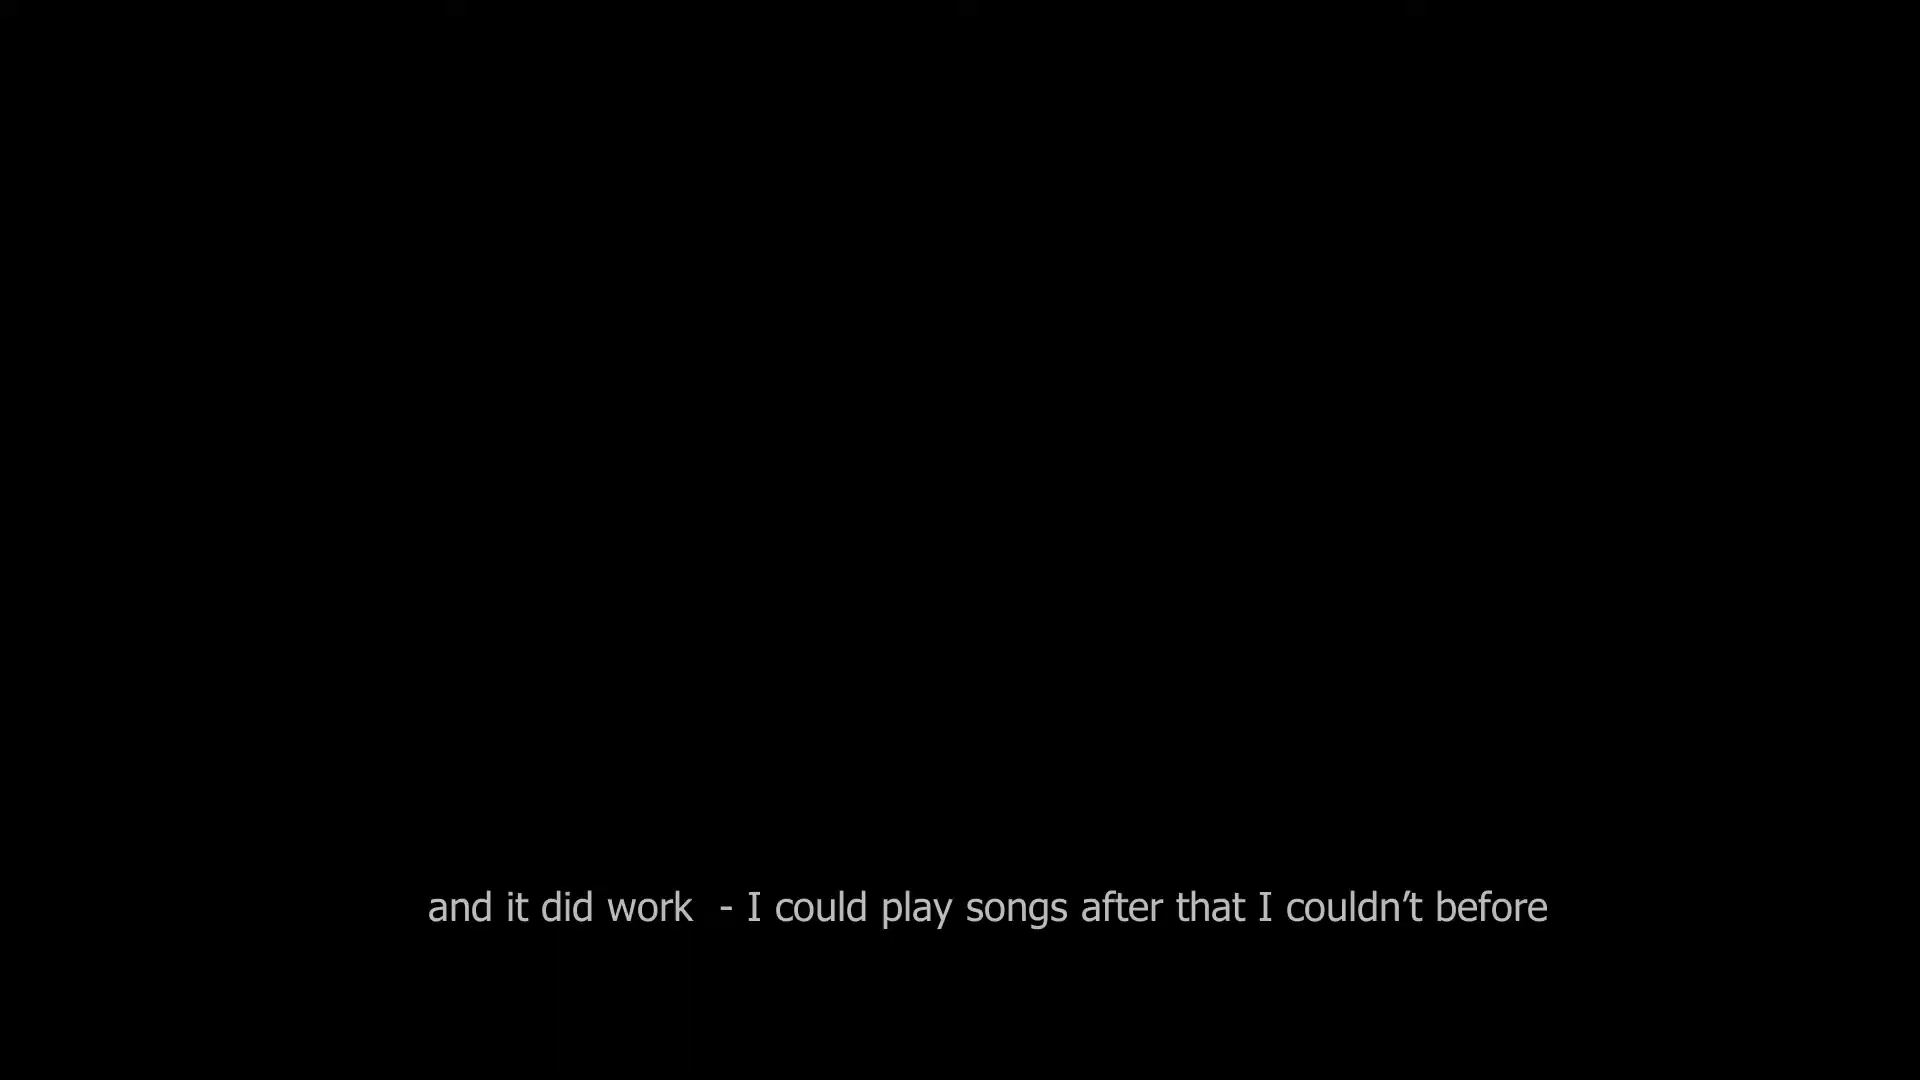 and it did work  - I could play songs after that I couldn’t before